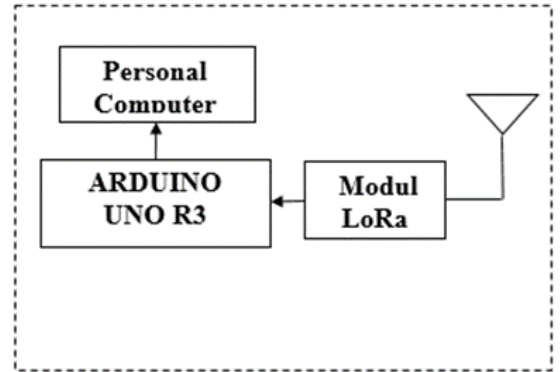 Personal
Computer
ARDUINO
UNO R3
Modul
LoRa